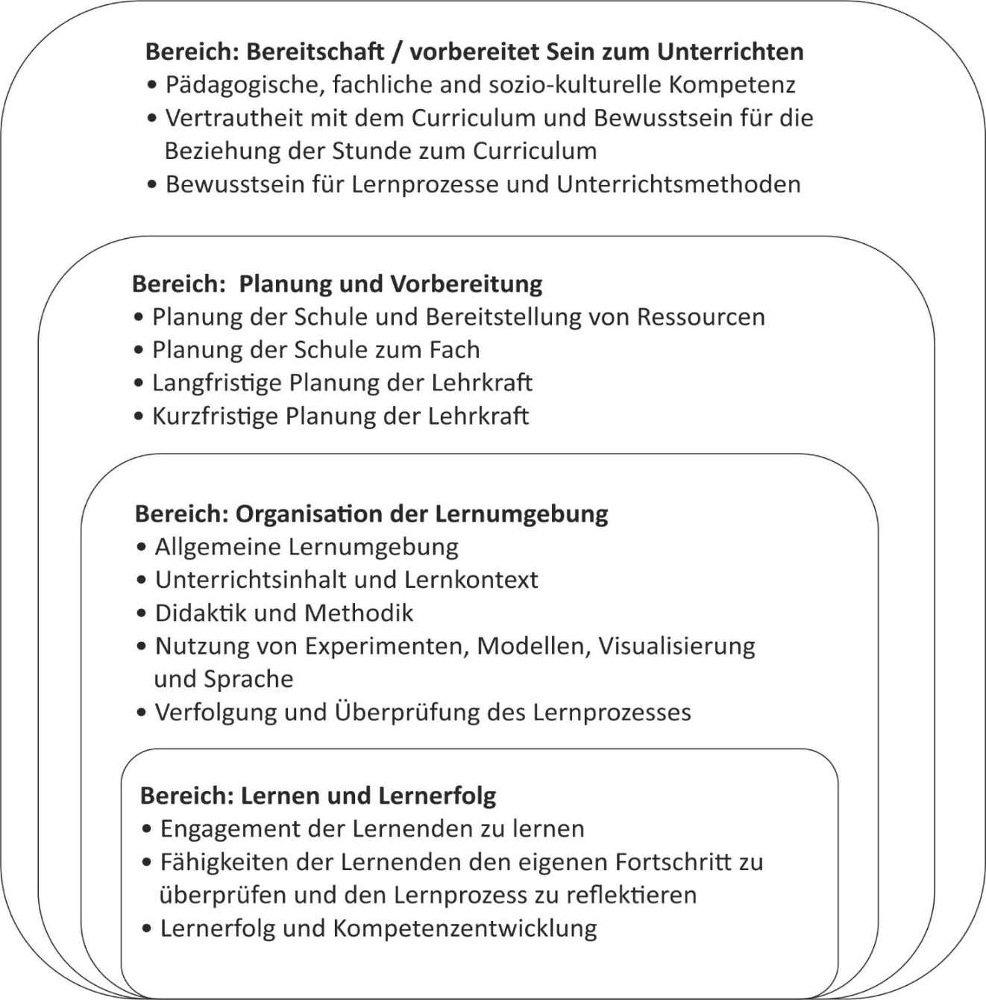 Bereich: Bereitschaft / vorbereitet Sein zum Unterrichten
• Pädagogische, fachliche and sozio-kulturelle Kompetenz
• Vertrautheit mit dem Curriculum und Bewusstsein für die
Beziehung der Stunde zum Curriculum
• Bewusstsein für Lernprozesse und Unterrichtsmethoden
Bereich: Planung und Vorbereitung
• Planung der Schule und Bereitstellung von Ressourcen
• Planung der Schule zum Fach
• Langfristige Planung der Lehrkraft
• Kurzfristige Planung der Lehrkraft
Bereich: Organisation der Lernumgebung
• Allgemeine Lernumgebung
• Unterrichtsinhalt und Lernkontext
• Didaktik und Methodik
• Nutzung von Experimenten, Modellen, Visualisierung
und Sprache
• Verfolgung und Überprüfung des Lernprozesses
Bereich: Lernen und Lernerfolg
• Engagement der Lernenden zu lernen
• Fähigkeiten der Lernenden den eigenen Fortschritt zu
überprüfen und den Lernprozess zu reflektieren
• Lernerfolg und Kompetenzentwicklung